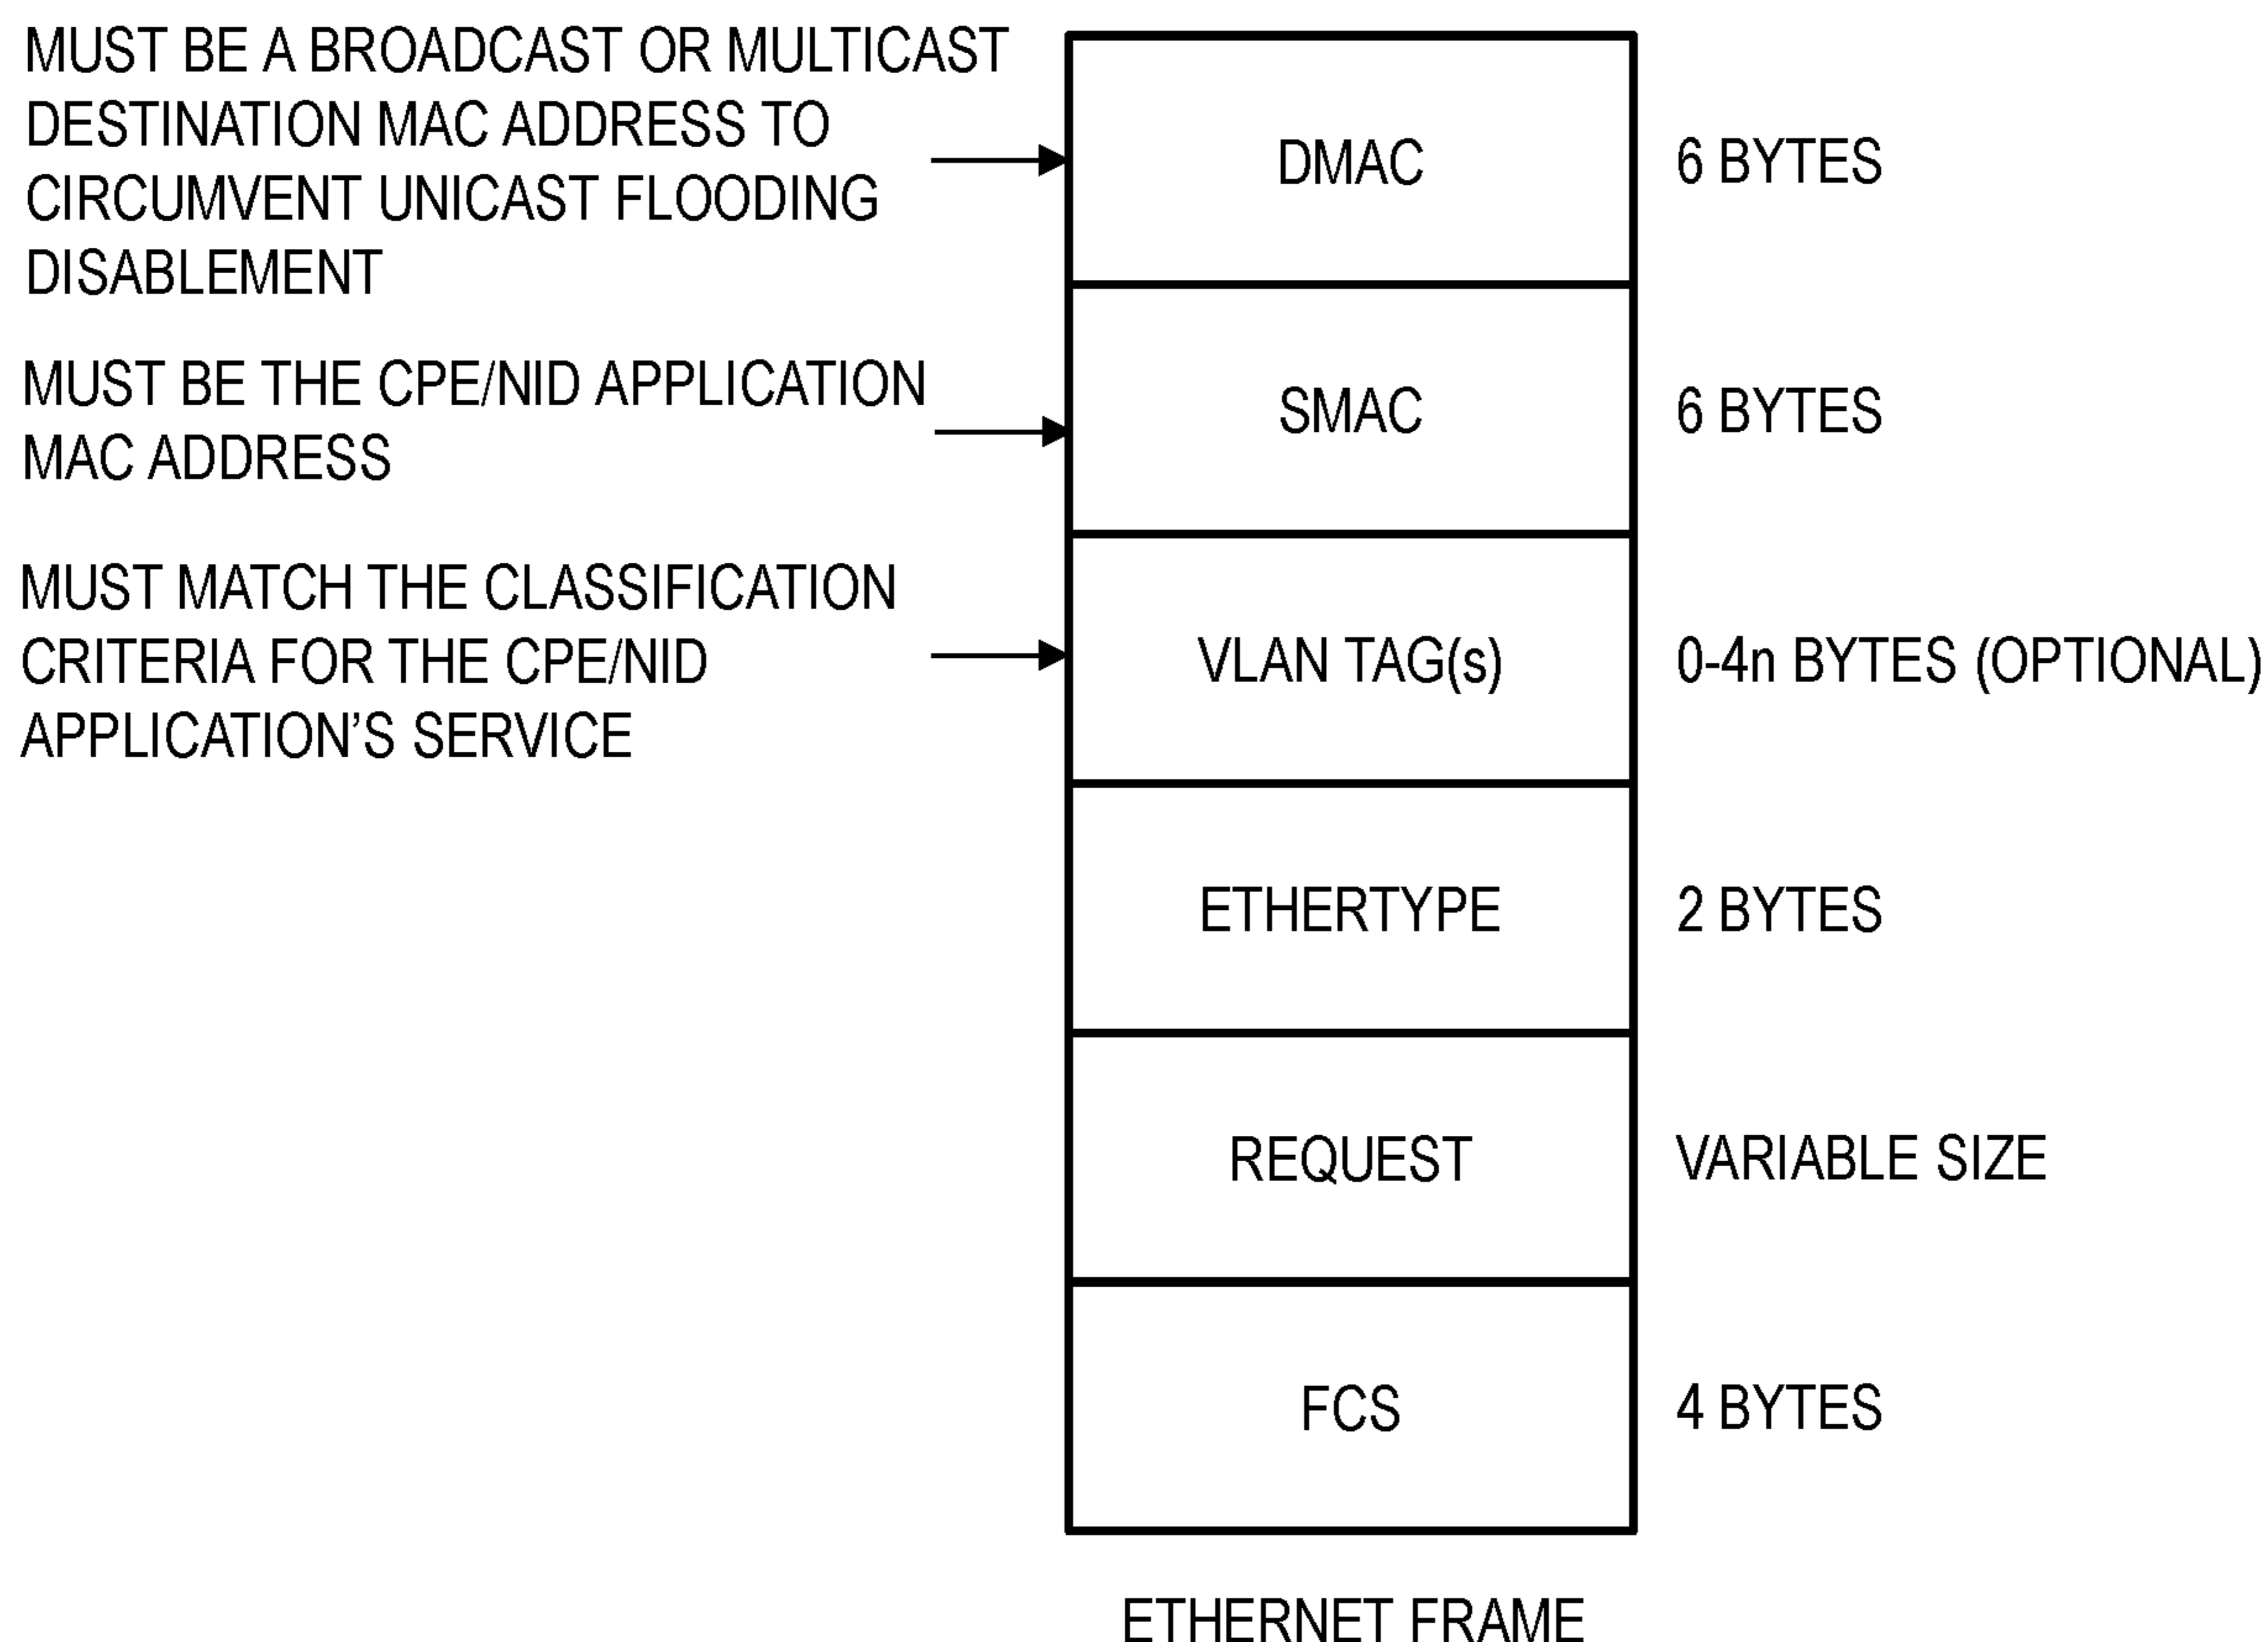 MUST BE A BROADCAST OR MULTICAST
DESTINATION MAC ADDRESS TO
CIRCUMVENT UNICAST FLOODING
DISABLEMENT
DMAC
6 BYTES
MUST BE THE CPE/NID APPLICATION
MAC ADDRESS
SMAC
6 BYTES
MUST MATCH THE CLASSIFICATION
CRITERIA FOR THE CPE/NID
APPLICATION’S SERVICE
VLAN TAG(s)
0-4n BYTES (OPTIONAL)
ETHERTYPE
2 BYTES
REQUEST
VARIABLE SIZE
FCS
4 BYTES
ETHERNET FRAME